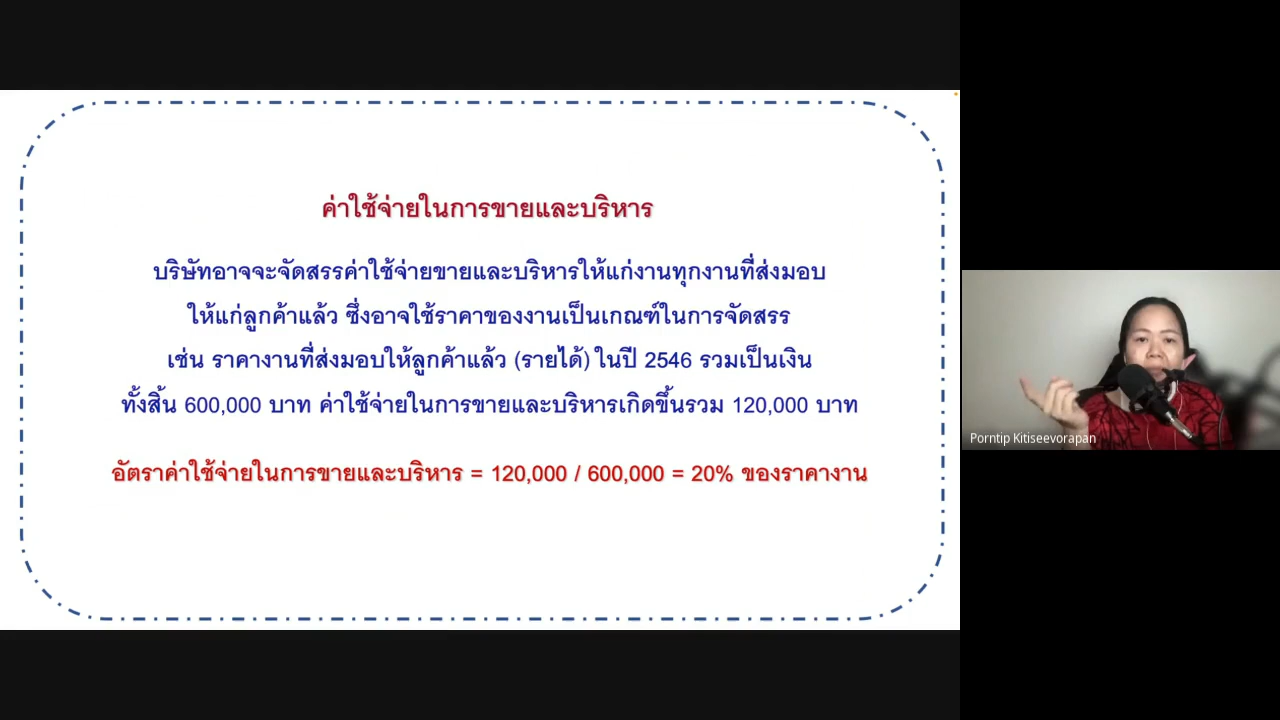 ค่าใช้จ่ายในการขายและบริหาร
บริษัทอาจจะจัดสรรค่าใช้จ่ายขายและบริหารให้แก่งานทุกงานที่ส่งมอบ
ให้แก่ลูกค้าแล้ว ซึ่งอาจใช้ราคาของงานเป็นเกณฑ์ในการจัดสรร
เช่น ราคางานที่ส่งมอบให้ลูกค้าแล้ว (รายได้) ในปี 2546 รวมเป็นเงิน
ทั้งสิ้น 600,000 บาท ค่าใช้จ่ายในการขายและบริหารเกิดขึ้นรวม 120,000 บาท
อัตราค่าใช้จ่ายในการขายและบริหาร = 120,000 / 600,000 = 20% ของราคางาน
Porntip Kitiseevorapan